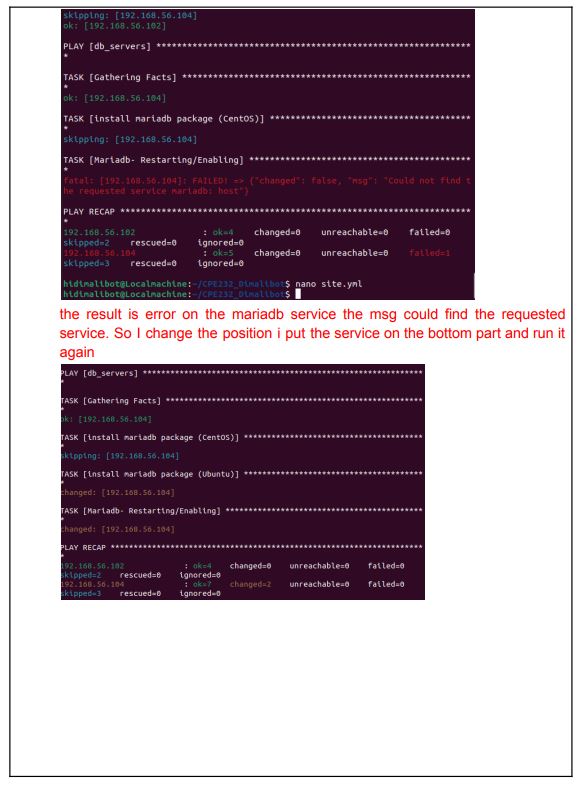 skipping: [192.168.56.104]
ok: [192.168.56.102]
PLAY [db_servers] **************************************************************
*
TASK [Gathering Facts] *********************************************************
*
ok: [192.168.56.104]
TASK [install mariadb package (CentOS)] ****************************************
*
skipping: [192.168.56.104]
TASK [Mariadb- Restarting/Enabling] ********************************************
*
fatal: [192.168.56.104]: FAILED! => {"changed": false, "msg": "Could not find t
he requested service mariadb: host"}
PLAY RECAP *********************************************************************
*
192.168.56.102 : ok=4 changed=0 unreachable=0 failed=0
skipped=2 rescued=0 ignored=0
192.168.56.104 : ok=5 changed=0 unreachable=0 failed=1
skipped=3 rescued=0 ignored=0
hidimalibot@Localmachine:~/CPE232_Dimalibot$ nano site.yml
hidimalibot@Localmachine:~/CPE232_Dimalibot$
the result is error on the mariadb service the msg could find the requested
service. So I change the position i put the service on the bottom part and run it
again
PLAY [db_servers] **************************************************************
*
TASK [Gathering Facts] *********************************************************
*
ok: [192.168.56.104]
TASK [install mariadb package (CentOS)] ****************************************
*
skipping: [192.168.56.104]
TASK [install mariadb package (Ubuntu)] ****************************************
*
changed: [192.168.56.104]
TASK [Mariadb- Restarting/Enabling] ********************************************
*
changed: [192.168.56.104]
PLAY RECAP *********************************************************************
*
192.168.56.102 : ok=4 changed=0 unreachable=0 failed=0
skipped=2 rescued=0 ignored=0
192.168.56.104 : ok=7 changed=2 unreachable=0 failed=0
skipped=3 rescued=0 ignored=0